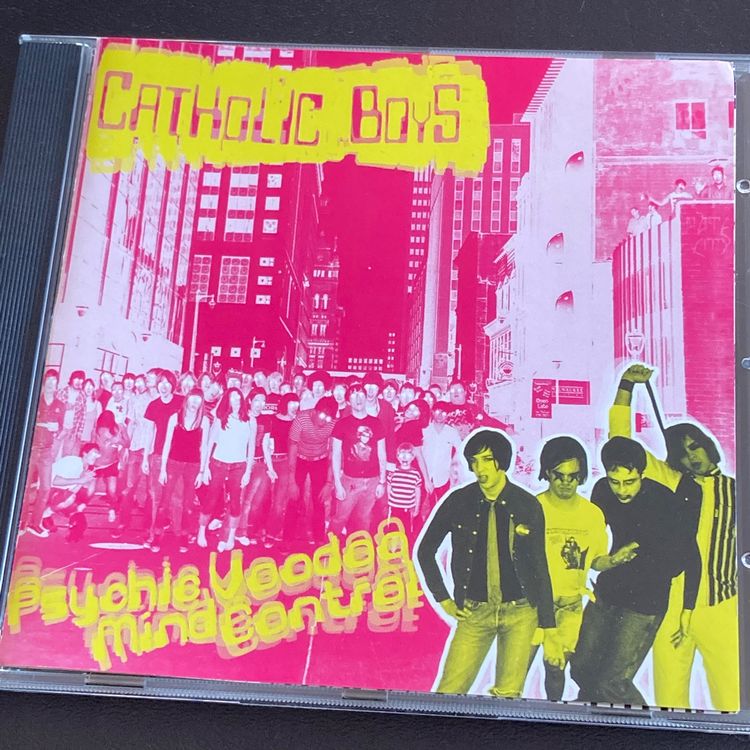 CATHOLIC BOYS
Psychic Voodoo
Mind Control